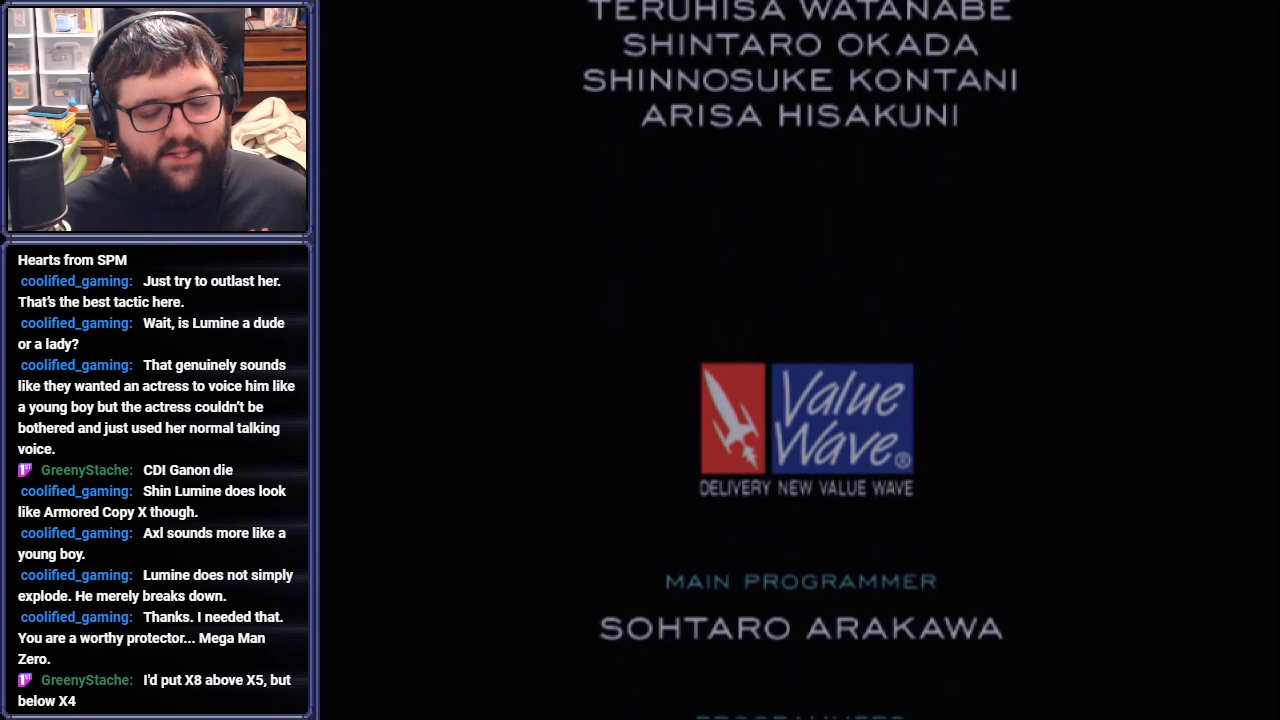 Hearts from SPM
coolified_gaming: Just try to outlast her.
That's the best tactic here.
coolified_gaming: Wait, is Lumine a dude
or a lady?
coolified_gaming: That genuinely sounds
like they wanted an actress to voice him like
a young boy but the actress couldn't be
bothered and just used her normal talking
voice.
1ST GreenyStache: CDI Ganon die
coolified_gaming: Shin Lumine does look
like Armored Copy X though.
coolified_gaming: Axl sounds more like a
young boy.
coolified_gaming: Lumine does not simply
explode. He merely breaks down.
coolified_gaming: Thanks. I needed that.
You are a worthy protector... Mega Man
Zero.
1ST GreenyStache: I'd put X8 above X5, but
below X4
TERUHISA WATANABE
SHINTARO OKADA
SHINNOSUKE KONTANI
ARISA HISAKUNI
Value
Wave®
DELIVERY NEW VALUE WAVE
MAIN PROGRAMMER
SOHTARO ARAKAWA
PROGRAMMERS